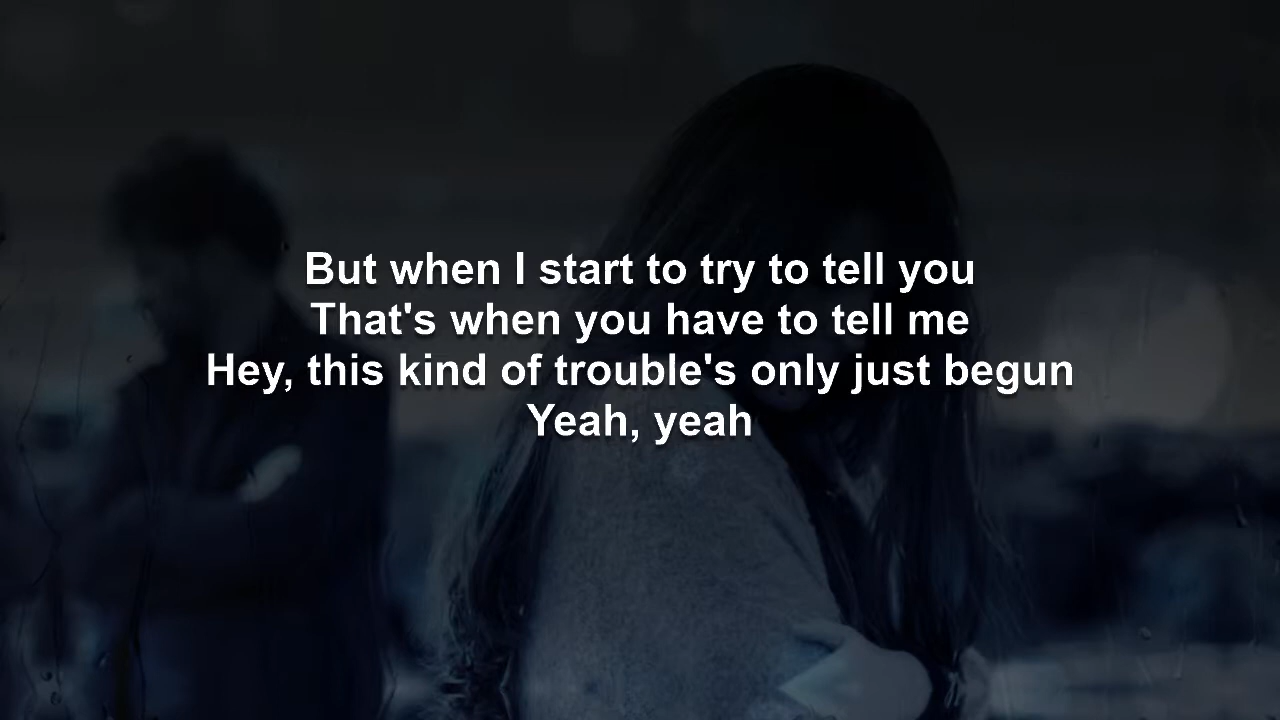 But when I start to try to tell you
That's when you have to tell me
Hey, this kind of trouble's only just begun
Yeah, yeah